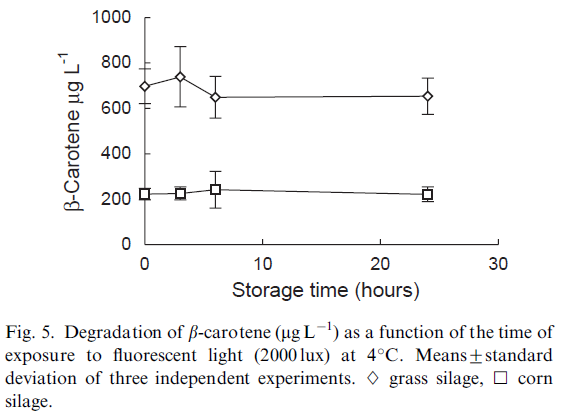 1000
800
600
400
200
0
β-Carotene μg L⁻¹
0 10 20 30
Storage time (hours)
Fig. 5. Degradation of β-carotene (μg L⁻¹) as a function of the time of
exposure to fluorescent light (2000 lux) at 4°C. Means ± standard
deviation of three independent experiments. ◇ grass silage, □ corn
silage.